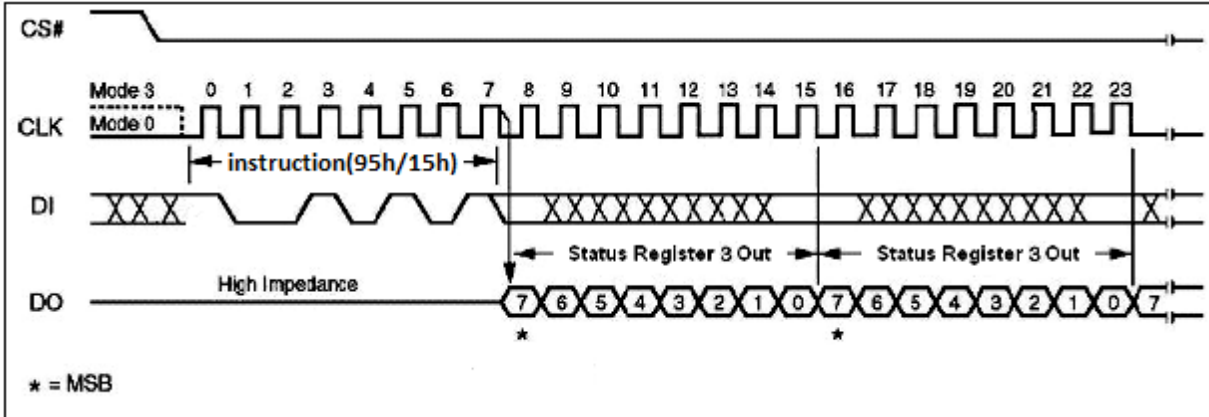 CS#
Mode 3 0 1 2 3 4 5 6 7 8 9 10 11 12 13 14 15 16 17 18 19 20 21 22 23
CLK Mode 0
instruction(95h/15h)
DI
Status Register 3 Out Status Register 3 Out
High Impedance
DO 7 6 5 4 3 2 1 0 7 6 5 4 3 2 1 0 7
* *
* = MSB